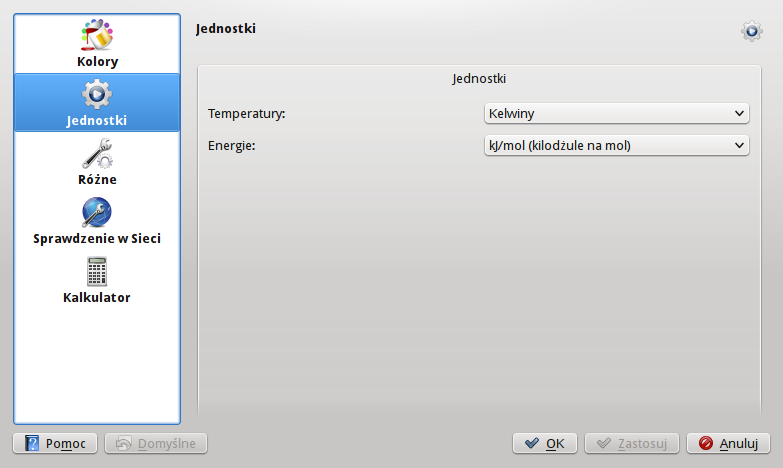 Kolory
Jednostki
Różne
Sprawdzenie w Sieci
Kalkulator
Jednostki
Jednostki
Temperatury: Kelwiny
Energie: kJ/mol (kilodżule na mol)
Pomoc Domyślne OK Zastosuj Anuluj